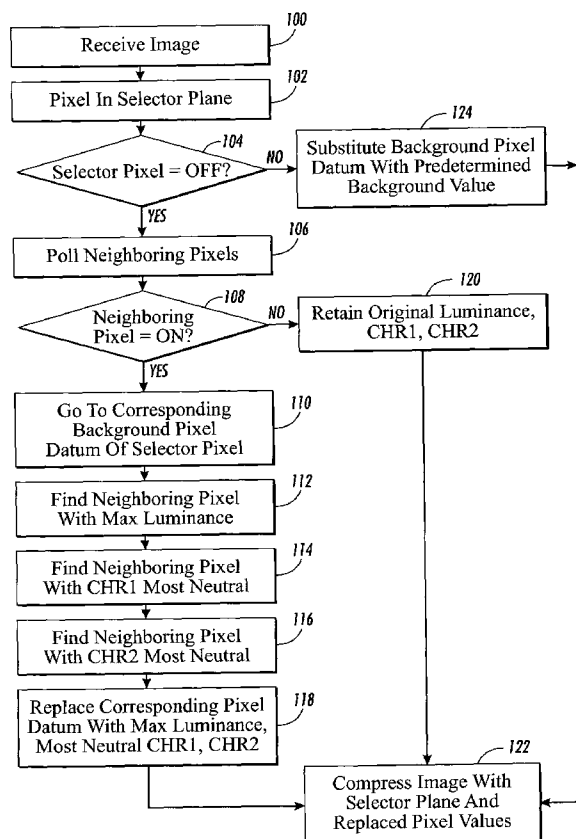 100
Receive Image
102
Pixel In Selector Plane
104
Selector Pixel = OFF?
NO
124
Substitute Background Pixel
Datum With Predetermined
Background Value
YES
106
Poll Neighboring Pixels
108
Neighboring
Pixel = ON?
NO
120
Retain Original Luminance,
CHR1, CHR2
YES
110
Go To Corresponding
Background Pixel
Datum Of Selector Pixel
112
Find Neighboring Pixel
With Max Luminance
114
Find Neighboring Pixel
With CHR1 Most Neutral
116
Find Neighboring Pixel
With CHR2 Most Neutral
118
Replace Corresponding Pixel
Datum With Max Luminance,
Most Neutral CHR1, CHR2
122
Compress Image With
Selector Plane And
Replaced Pixel Values